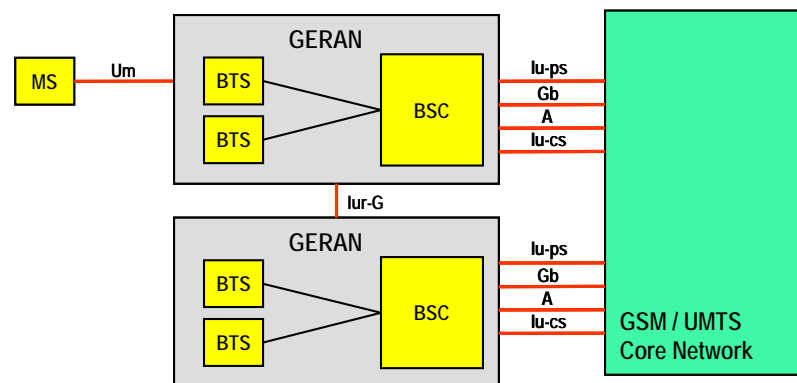 GERAN
MS
Um
BTS
BTS
BSC
Iu-ps
Gb
A
Iu-cs
Iur-G
GERAN
BTS
BTS
BSC
Iu-ps
Gb
A
Iu-cs
GSM / UMTS
Core Network